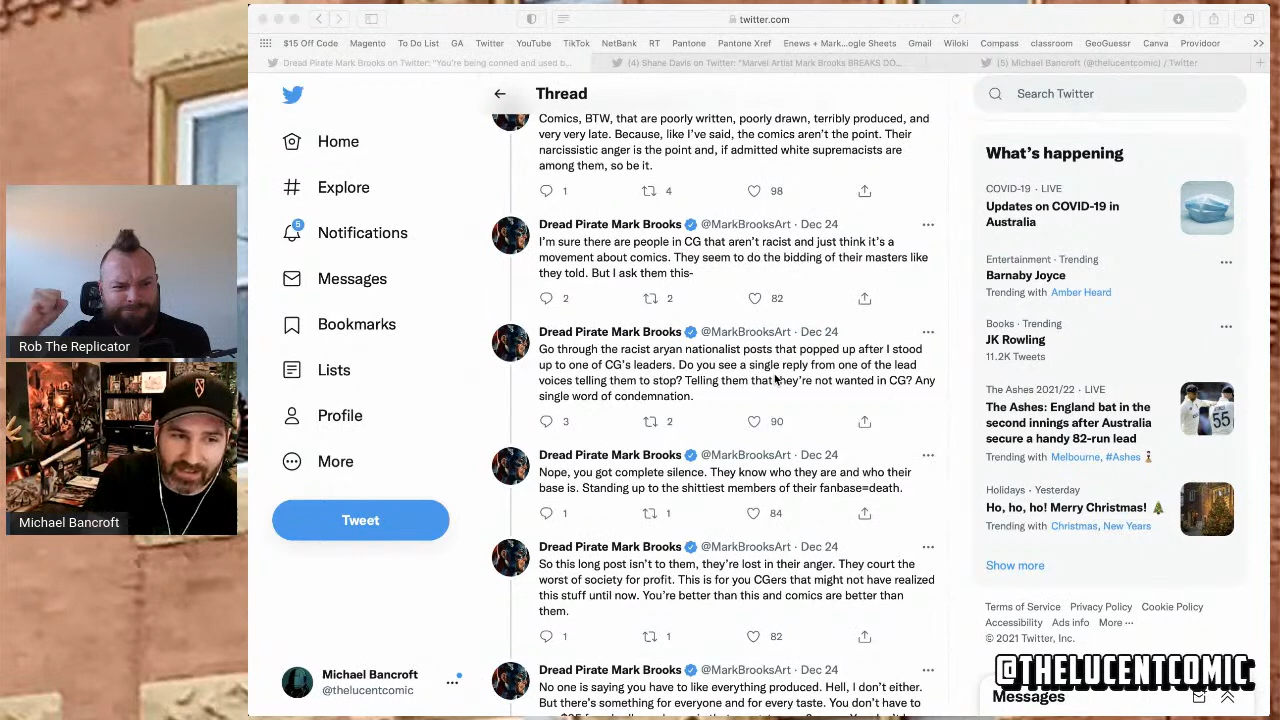 twitter.com
$15 Off Code
Magento
To Do List
GA
Twitter
YouTube
TikTok
NetBank
RT
Pantone
Pantone Xref
Enews + Mark...ogle Sheets
Gmail
Wiloki
Compass
classroom
GeoGuessr
Canva
Providoor
Dread Pirate Mark Brooks on Twitter: "You're being conned and used b...
(4) Shane Davis on Twitter: "Marvel Artist Mark Brooks BREAKS DO...
(5) Michael Bancroft (@thelucentcomic) / Twitter
Home
Explore
5
Notifications
Messages
Bookmarks
Lists
Profile
More
Tweet
Michael Bancroft
@thelucentcomic
Thread
Comics, BTW, that are poorly written, poorly drawn, terribly produced, and
very very late. Because, like I've said, the comics aren't the point. Their
narcissistic anger is the point and, if admitted white supremacists are
among them, so be it.
1 4 98
Dread Pirate Mark Brooks @MarkBrooksArt · Dec 24
I'm sure there are people in CG that aren't racist and just think it's a
movement about comics. They seem to do the bidding of their masters like
they told. But I ask them this-
2 2 82
Dread Pirate Mark Brooks @MarkBrooksArt · Dec 24
Go through the racist aryan nationalist posts that popped up after I stood
up to one of CG's leaders. Do you see a single reply from one of the lead
voices telling them to stop? Telling them that they're not wanted in CG? Any
single word of condemnation.
3 2 90
Dread Pirate Mark Brooks @MarkBrooksArt · Dec 24
Nope, you got complete silence. They know who they are and who their
base is. Standing up to the shittiest members of their fanbase=death.
1 1 84
Dread Pirate Mark Brooks @MarkBrooksArt · Dec 24
So this long post isn't to them, they're lost in their anger. They court the
worst of society for profit. This is for you CGers that might not have realized
this stuff until now. You're better than this and comics are better than
them.
1 1 82
Dread Pirate Mark Brooks @MarkBrooksArt · Dec 24
No one is saying you have to like everything produced. Hell, I don't either.
But there's something for everyone and for every taste. You don't have to
Search Twitter
What's happening
COVID-19 · LIVE
Updates on COVID-19 in
Australia
Entertainment · Trending
Barnaby Joyce
Trending with Amber Heard
Books · Trending
JK Rowling
11.2K Tweets
The Ashes 2021/22 · LIVE
The Ashes: England bat in the
second innings after Australia
secure a handy 82-run lead
Trending with Melbourne, #Ashes
55
Holidays · Yesterday
Ho, ho, ho! Merry Christmas! 🎄
Trending with Christmas, New Years
Show more
Terms of Service Privacy Policy Cookie Policy
Accessibility Ads info More ···
© 2021 Twitter, Inc.
@THELUCENTCOMIC
Messages
Rob The Replicator
Michael Bancroft